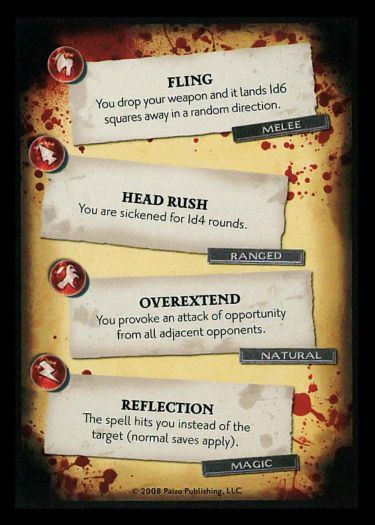 FLING
You drop your weapon and it lands 1d6
squares away in a random direction.
MELEE
HEAD RUSH
You are sickened for 1d4 rounds.
RANGED
OVEREXTEND
You provoke an attack of opportunity
from all adjacent opponents.
NATURAL
REFLECTION
The spell hits you instead of the
target (normal saves apply).
MAGIC
© 2008 Paizo Publishing, LLC